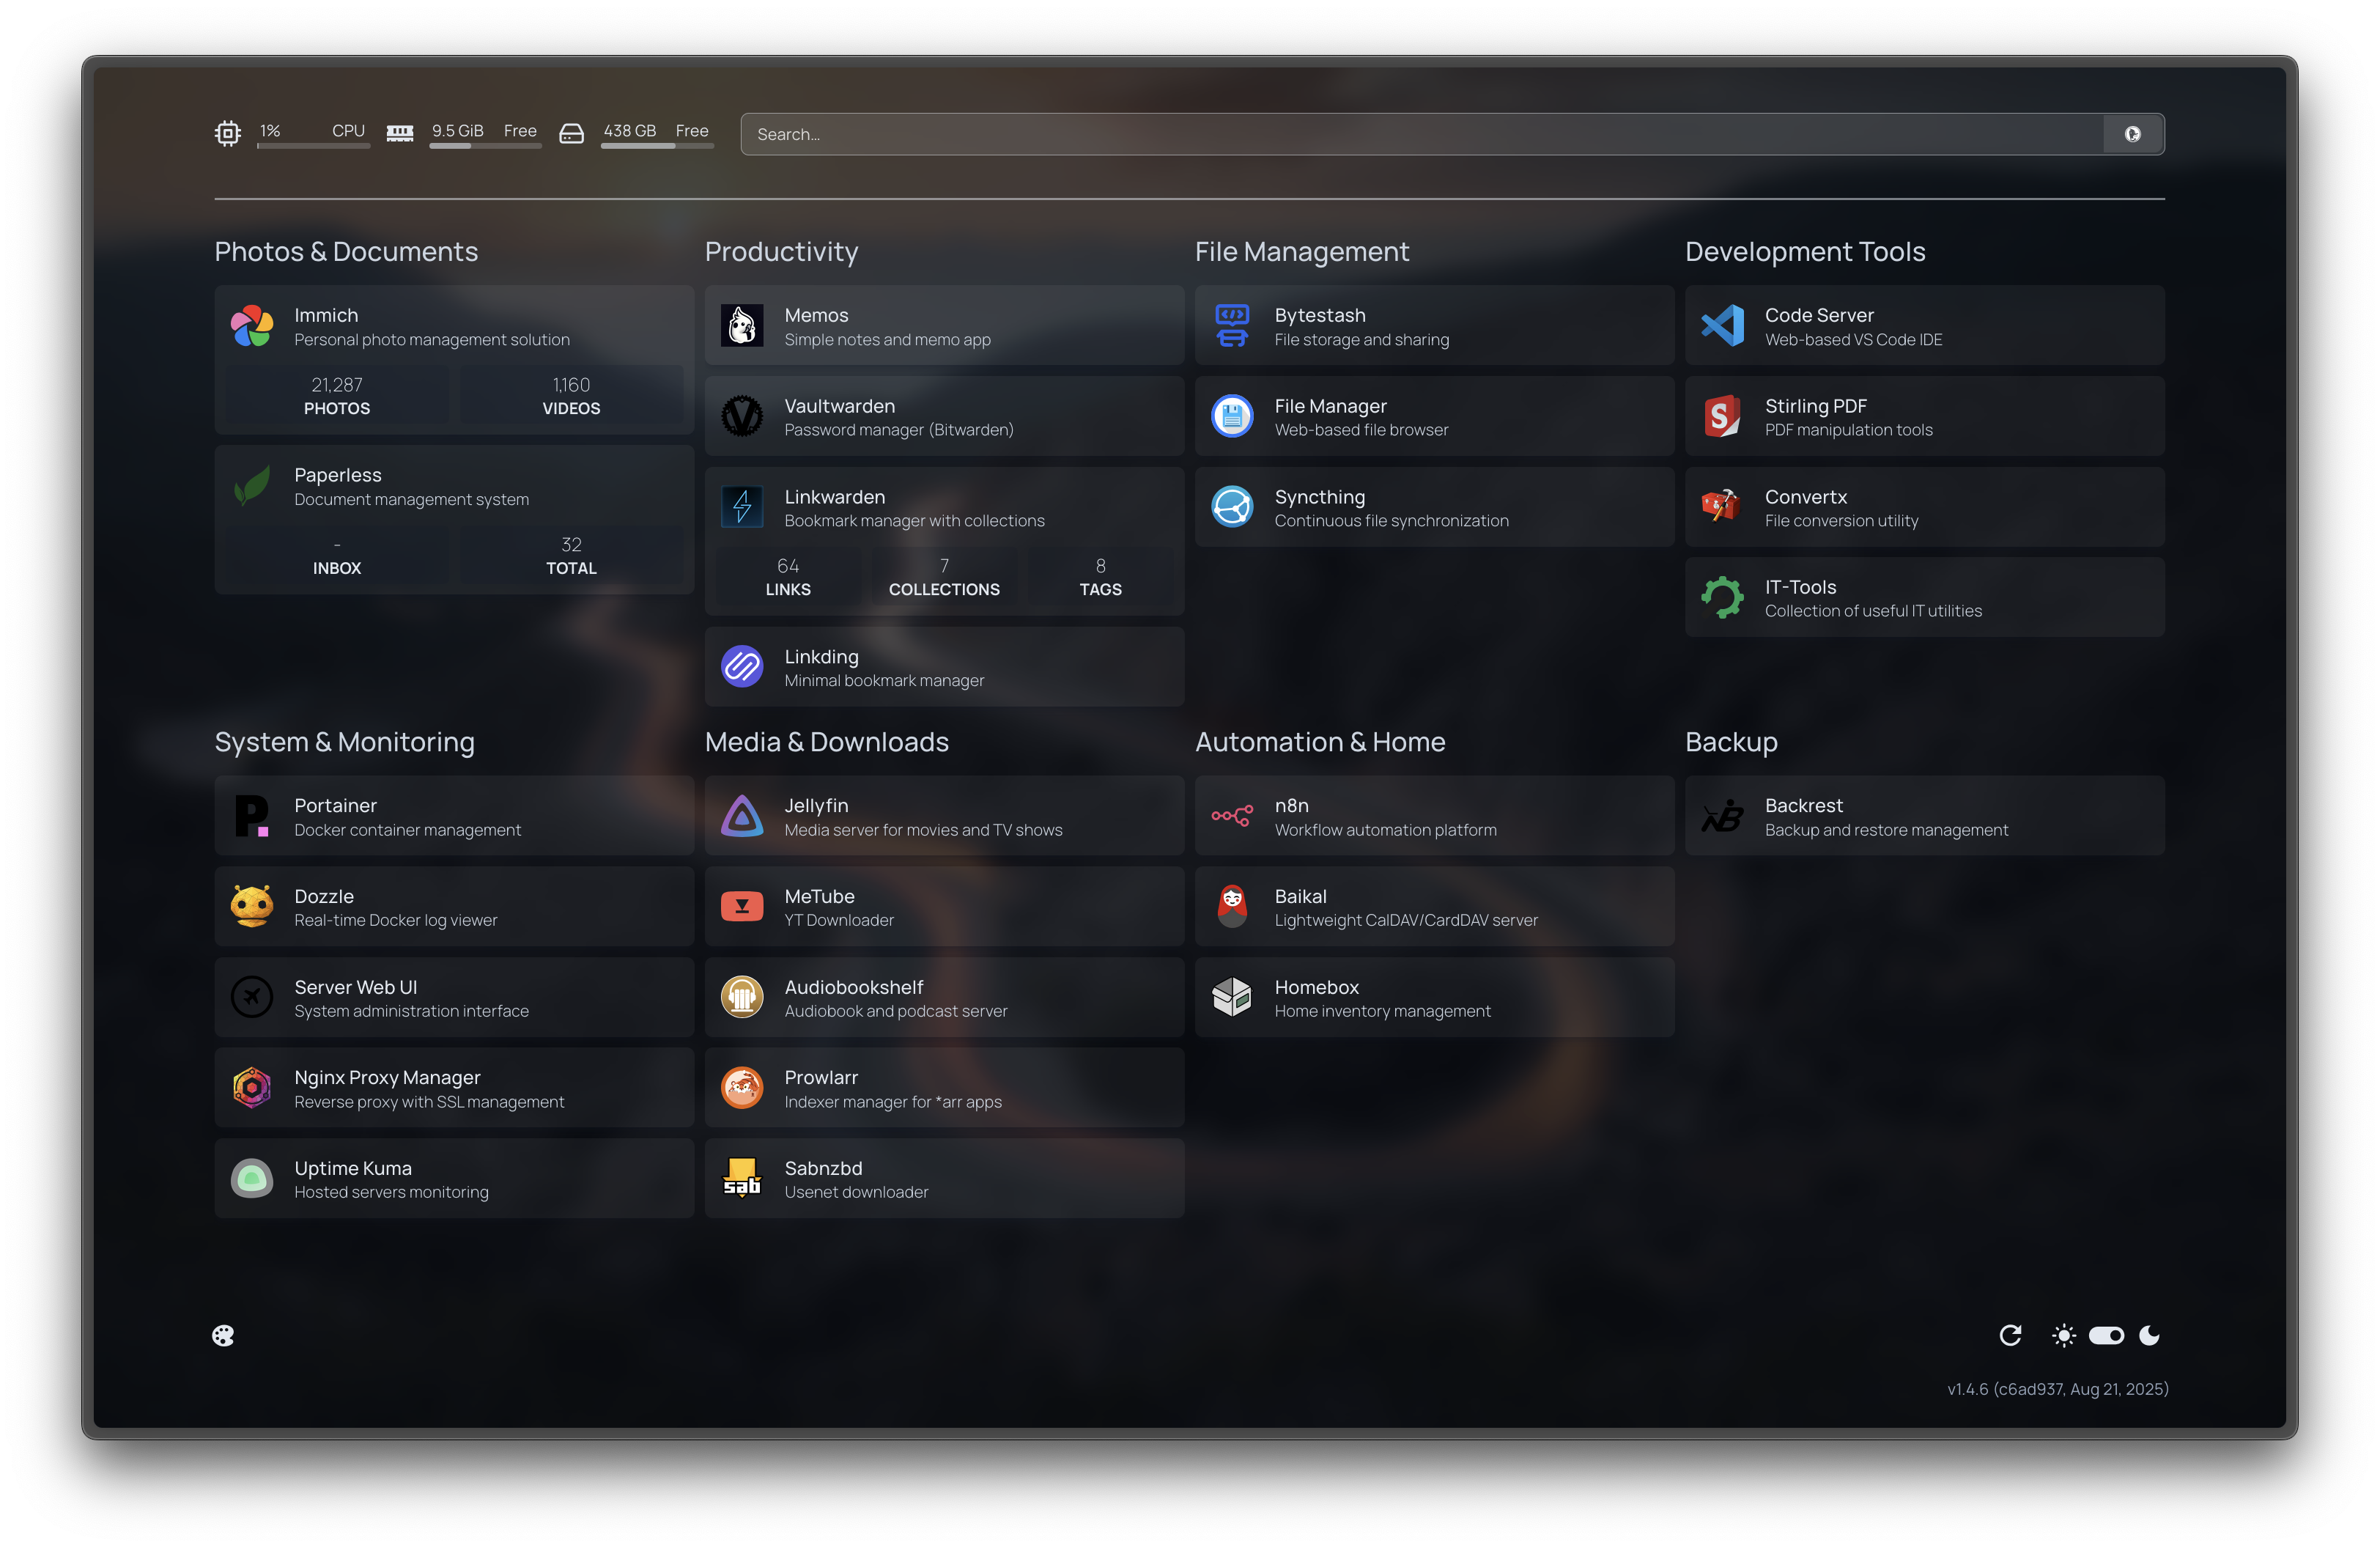 1% CPU 9.5 GiB Free 438 GB Free Search...
Photos & Documents
Immich
Personal photo management solution
21,287 1,160
PHOTOS VIDEOS
Paperless
Document management system
- 32
INBOX TOTAL
Productivity
Memos
Simple notes and memo app
Vaultwarden
Password manager (Bitwarden)
Linkwarden
Bookmark manager with collections
64 7 8
LINKS COLLECTIONS TAGS
Linkding
Minimal bookmark manager
File Management
Bytestash
File storage and sharing
File Manager
Web-based file browser
Syncthing
Continuous file synchronization
Development Tools
Code Server
Web-based VS Code IDE
S
Stirling PDF
PDF manipulation tools
Convertx
File conversion utility
IT-Tools
Collection of useful IT utilities
System & Monitoring
P.
Portainer
Docker container management
Dozzle
Real-time Docker log viewer
Server Web UI
System administration interface
Nginx Proxy Manager
Reverse proxy with SSL management
Uptime Kuma
Hosted servers monitoring
Media & Downloads
Jellyfin
Media server for movies and TV shows
MeTube
YT Downloader
Audiobookshelf
Audiobook and podcast server
Prowlarr
Indexer manager for *arr apps
sab
Sabnzbd
Usenet downloader
Automation & Home
n8n
Workflow automation platform
Baikal
Lightweight CalDAV/CardDAV server
Homebox
Home inventory management
Backup
Backrest
Backup and restore management
v1.4.6 (c6ad937, Aug 21, 2025)